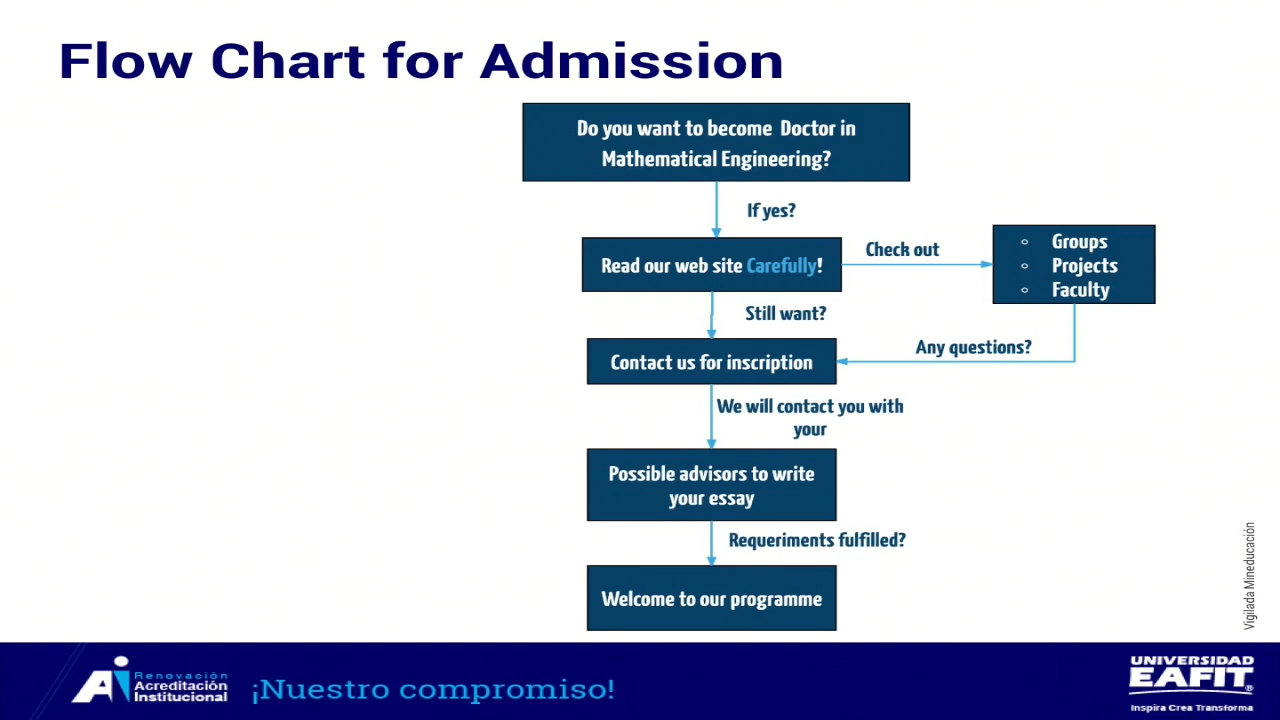 Flow Chart for Admission
Do you want to become Doctor in
Mathematical Engineering?
If yes?
Read our web site Carefully!
Check out
Groups
Projects
Faculty
Still want?
Any questions?
Contact us for inscription
We will contact you with
your
Possible advisors to write
your essay
Requeriments fulfilled?
Welcome to our programme
Vigilada Mineducación
Ai
Renovación
Acreditación
Institucional
¡Nuestro compromiso!
UNIVERSIDAD
EAFIT®
Inspira Crea Transforma